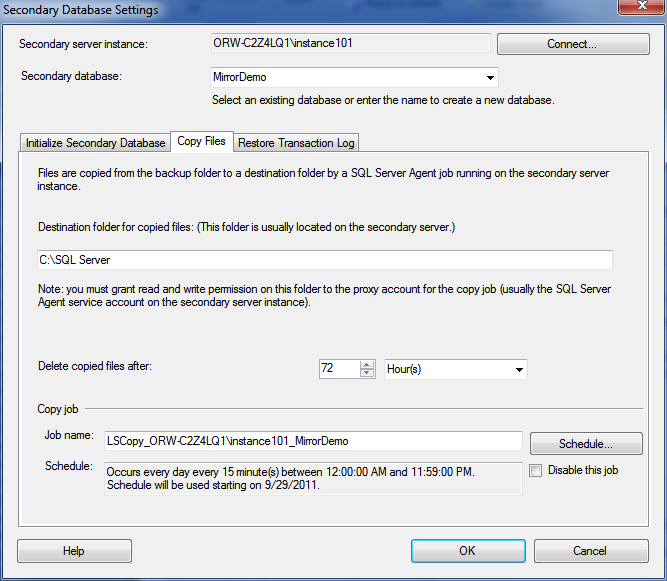 Secondary Database Settings
Secondary server instance:
ORW-C2Z4LQ1\instance101
Connect...
Secondary database:
MirrorDemo
Select an existing database or enter the name to create a new database.
Initialize Secondary Database
Copy Files
Restore Transaction Log
Files are copied from the backup folder to a destination folder by a SQL Server Agent job running on the secondary server
instance.
Destination folder for copied files: (This folder is usually located on the secondary server.)
C:\SQL Server
Note: you must grant read and write permission on this folder to the proxy account for the copy job (usually the SQL Server
Agent service account on the secondary server instance).
Delete copied files after:
72
Hour(s)
Copy job
Job name:
LSCopy_ORW-C2Z4LQ1\instance101_MirrorDemo
Schedule...
Schedule:
Occurs every day every 15 minute(s) between 12:00:00 AM and 11:59:00 PM.
Schedule will be used starting on 9/29/2011.
Disable this job
Help
OK
Cancel